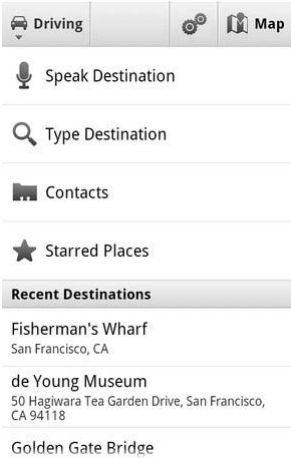 Driving
Map
Speak Destination
Type Destination
Contacts
Starred Places
Recent Destinations
Fisherman's Wharf
San Francisco, CA
de Young Museum
50 Hagiwara Tea Garden Drive, San Francisco,
CA 94118
Golden Gate Bridge